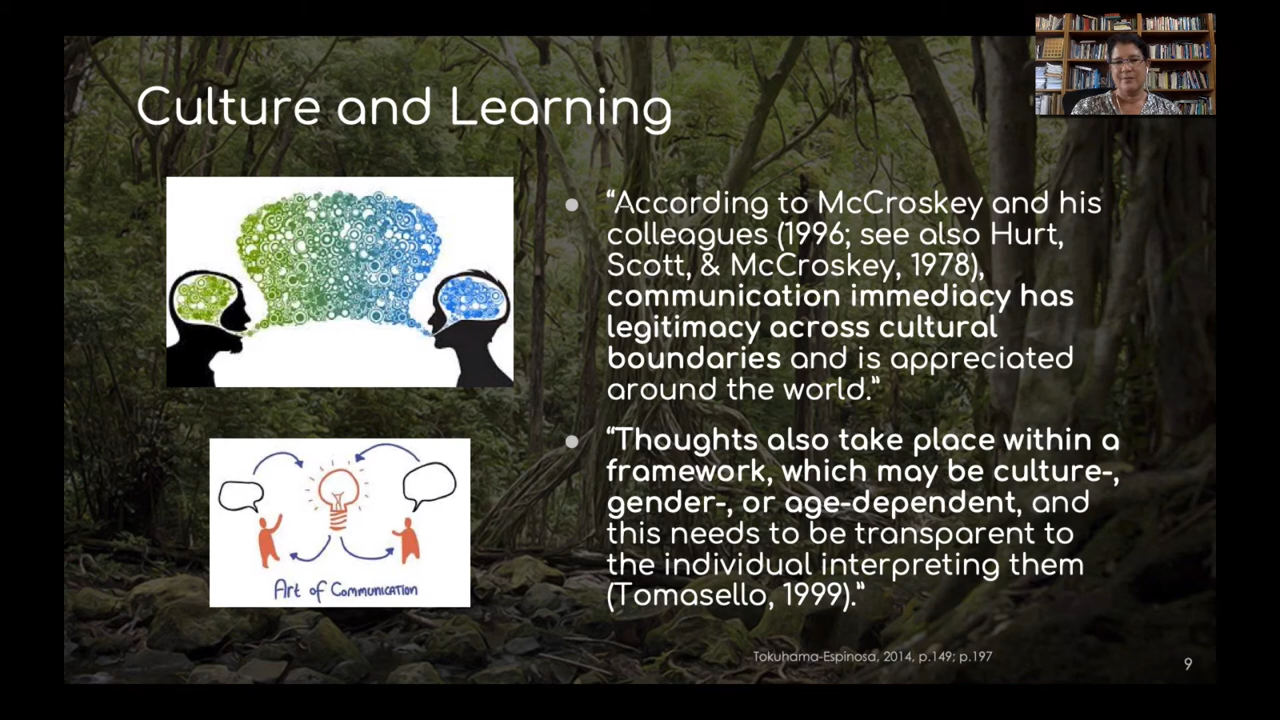 Culture and Learning
“According to McCroskey and his
colleagues (1996; see also Hurt,
Scott, & McCroskey, 1978),
communication immediacy has
legitimacy across cultural
boundaries and is appreciated
around the world.”
“Thoughts also take place within a
framework, which may be culture-,
gender-, or age-dependent, and
this needs to be transparent to
the individual interpreting them
(Tomasello, 1999).”
Art of Communication
Tokuhama-Espinosa, 2014, p.149; p.197
9